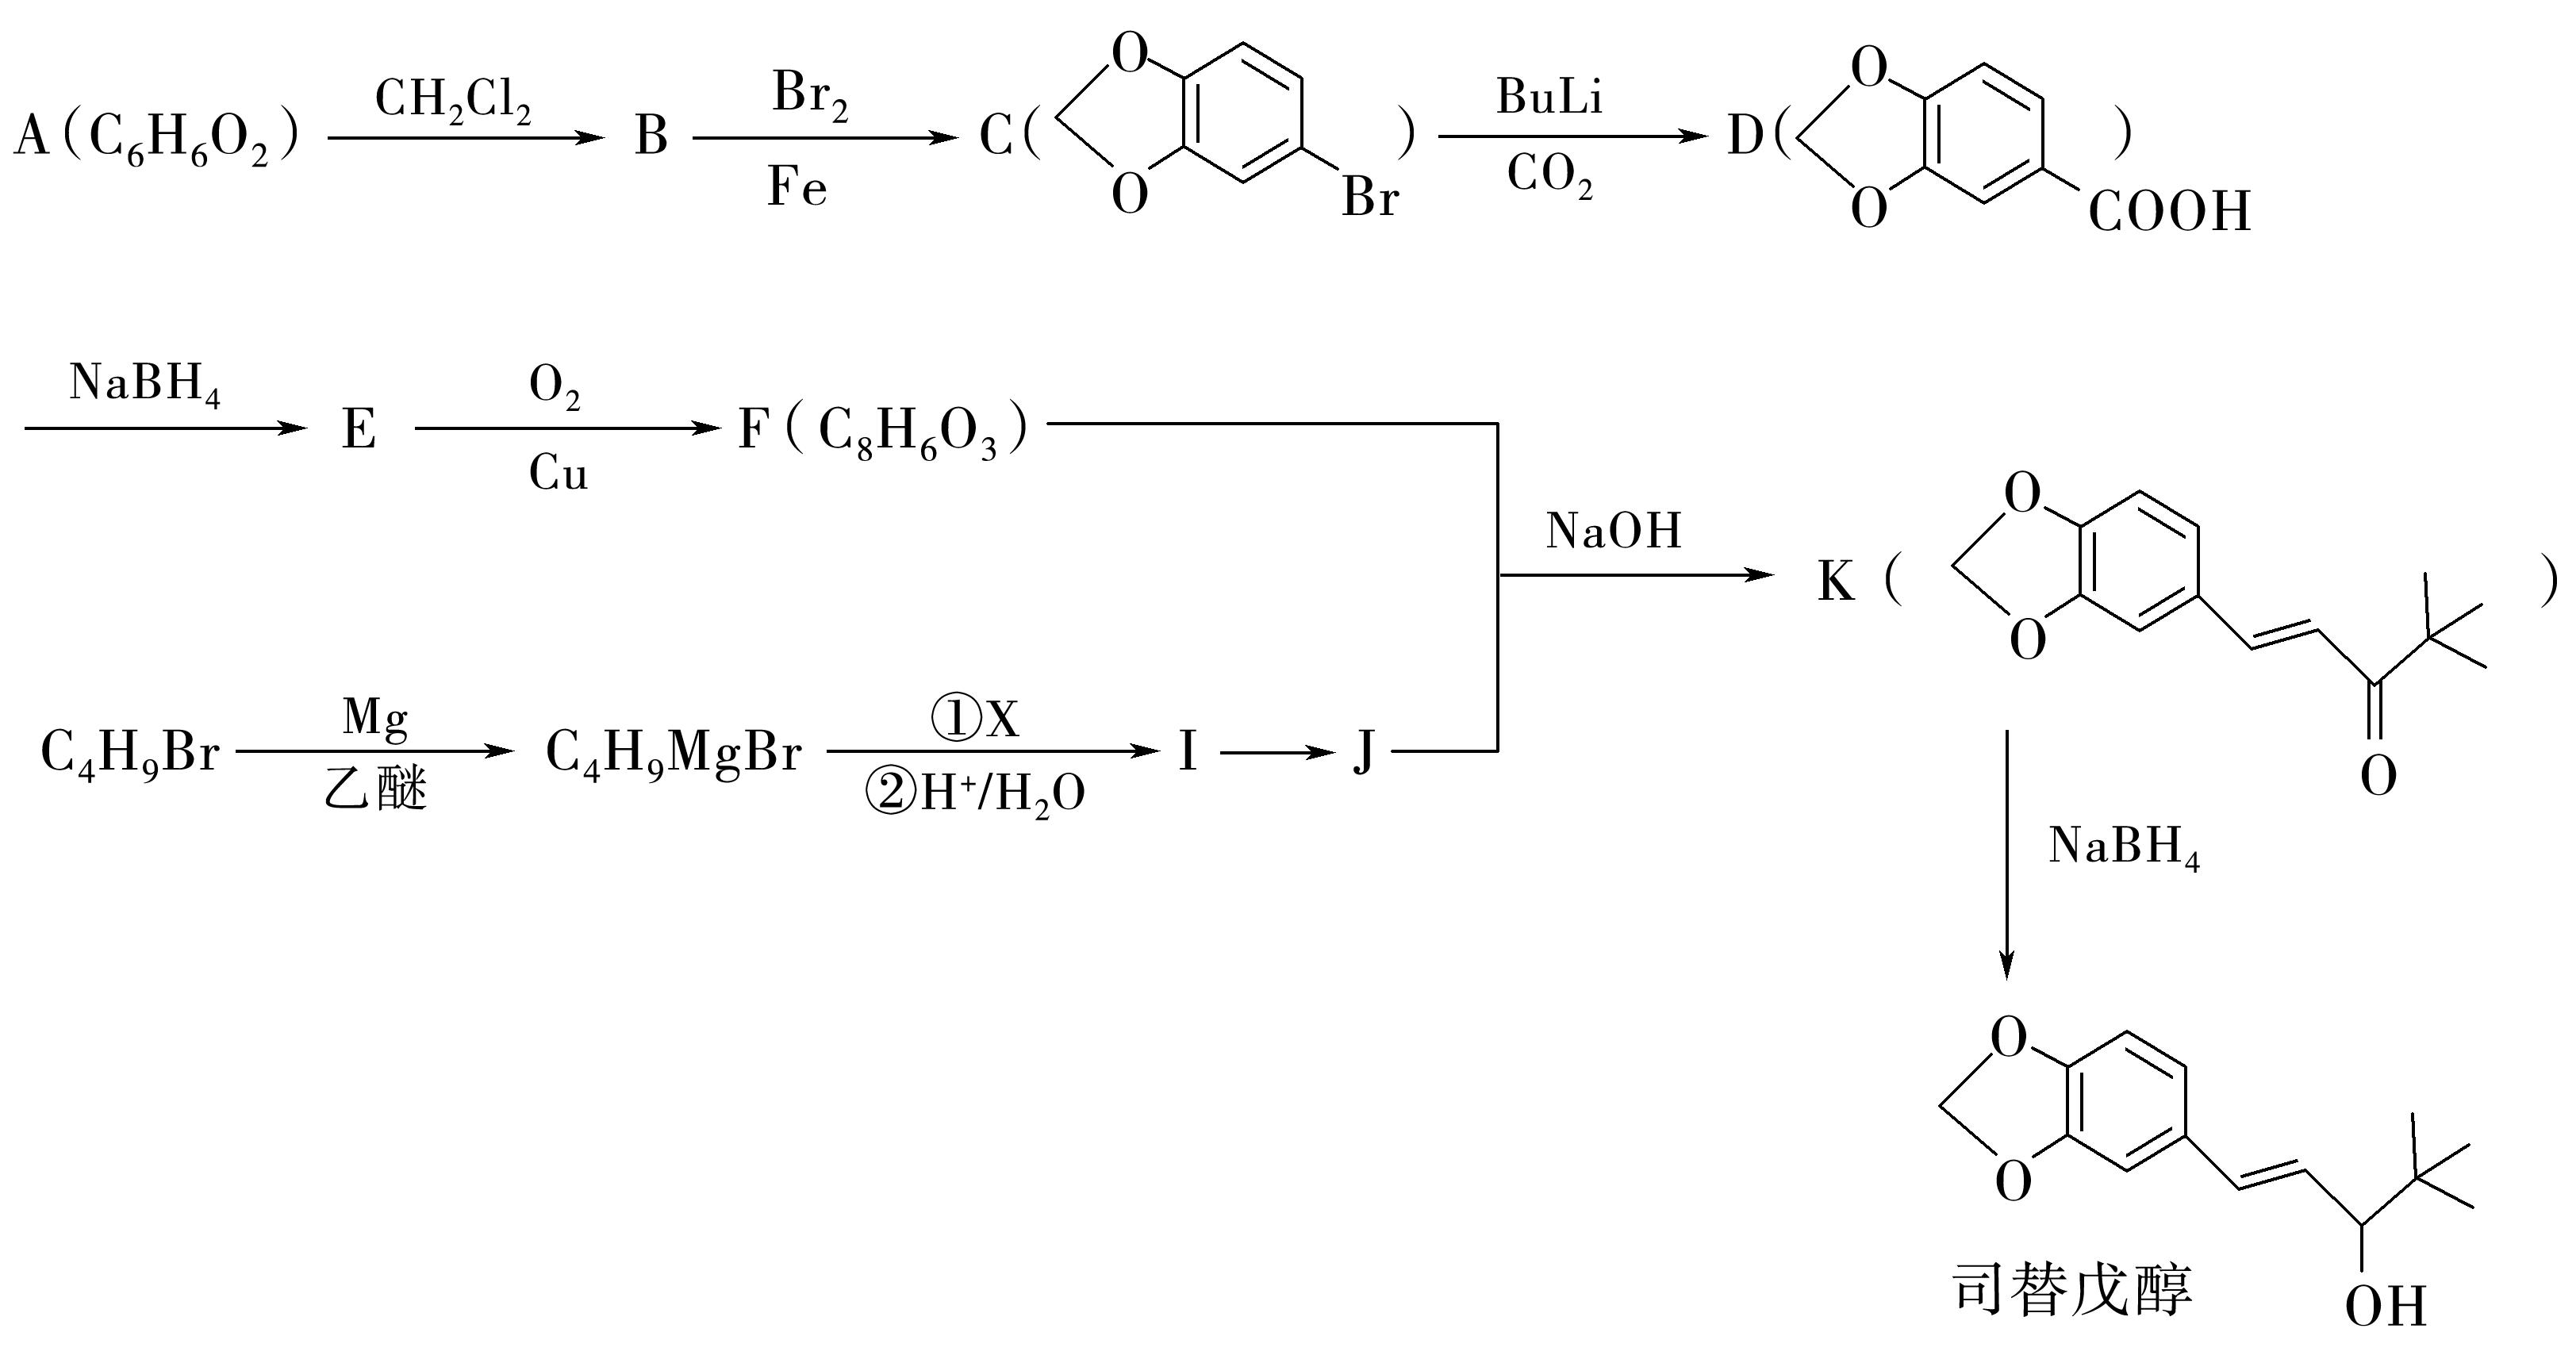 A(C₆H₆O₂) CH₂Cl₂ B Br₂ Fe C( O O Br ) BuLi CO₂ D( O O COOH )
NaBH₄ E O₂ Cu F(C₈H₆O₃)
NaOH K( O O O )
C₄H₉Br Mg 乙醚 C₄H₉MgBr ①X ②H⁺/H₂O I J
NaBH₄
O O OH
司替戊醇